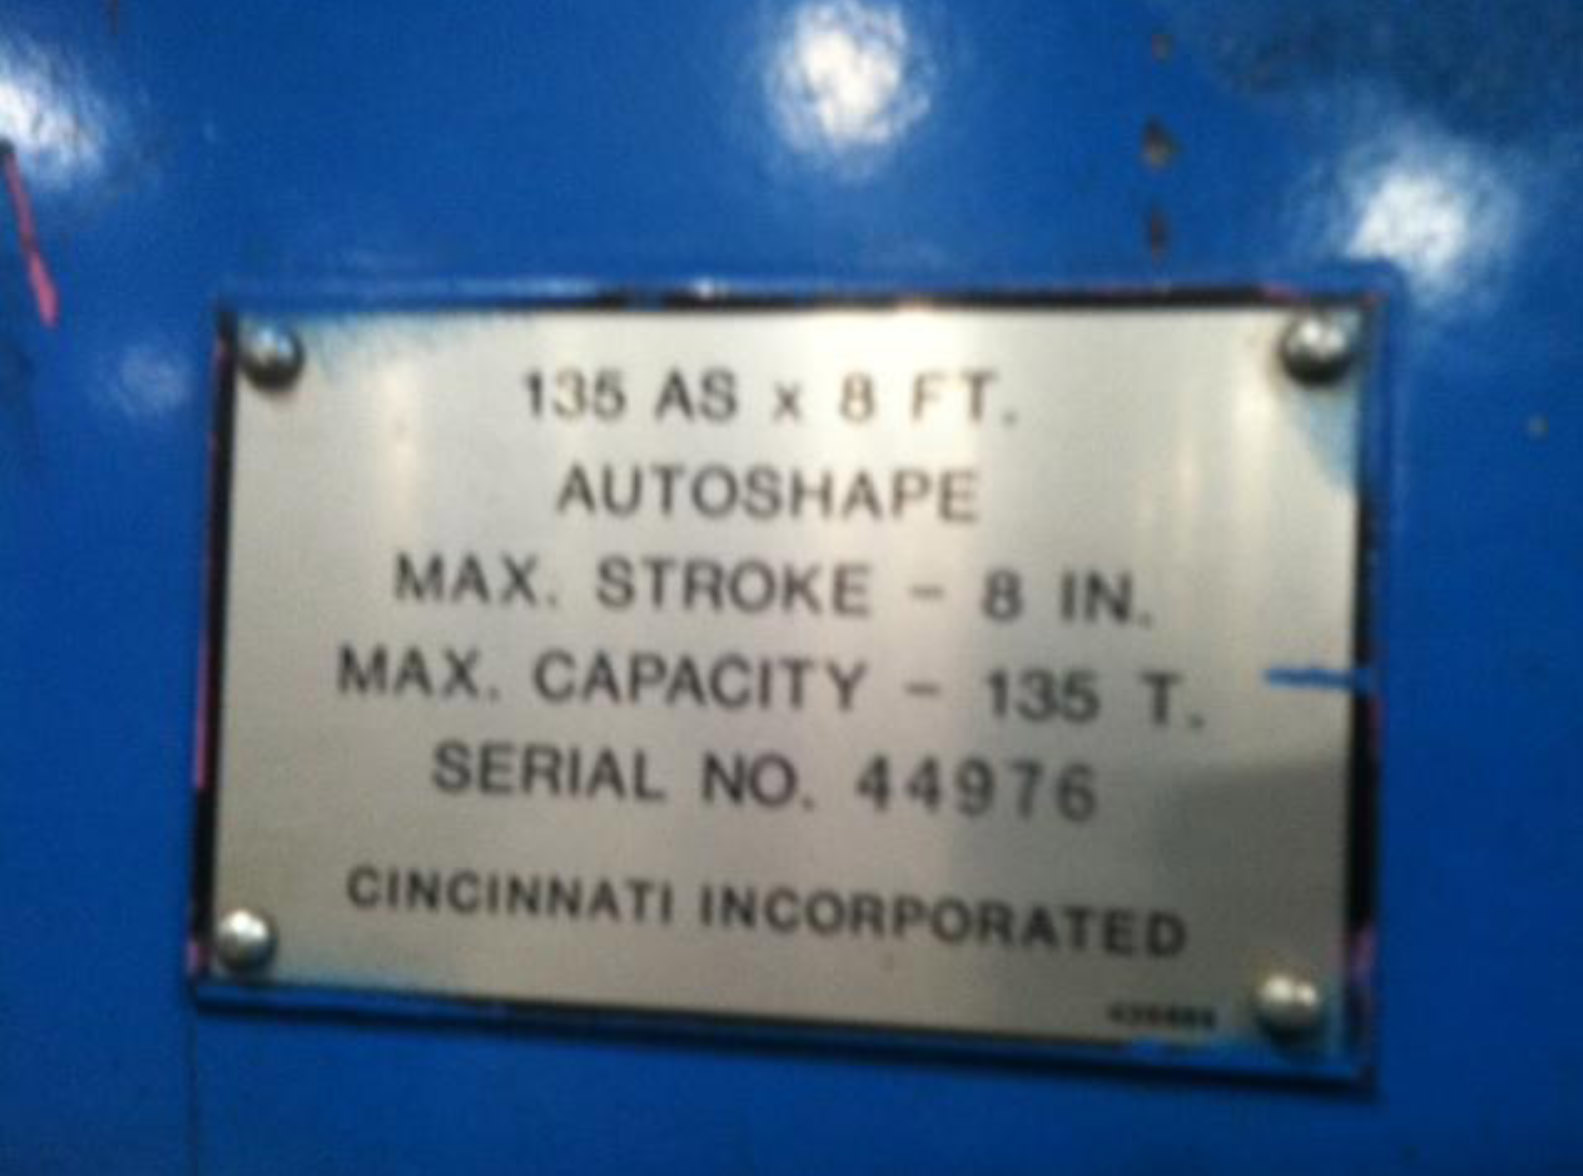 135 AS x 8 FT.
AUTOSHAPE
MAX. STROKE - 8 IN.
MAX. CAPACITY - 135 T.
SERIAL NO. 44976
CINCINNATI INCORPORATED